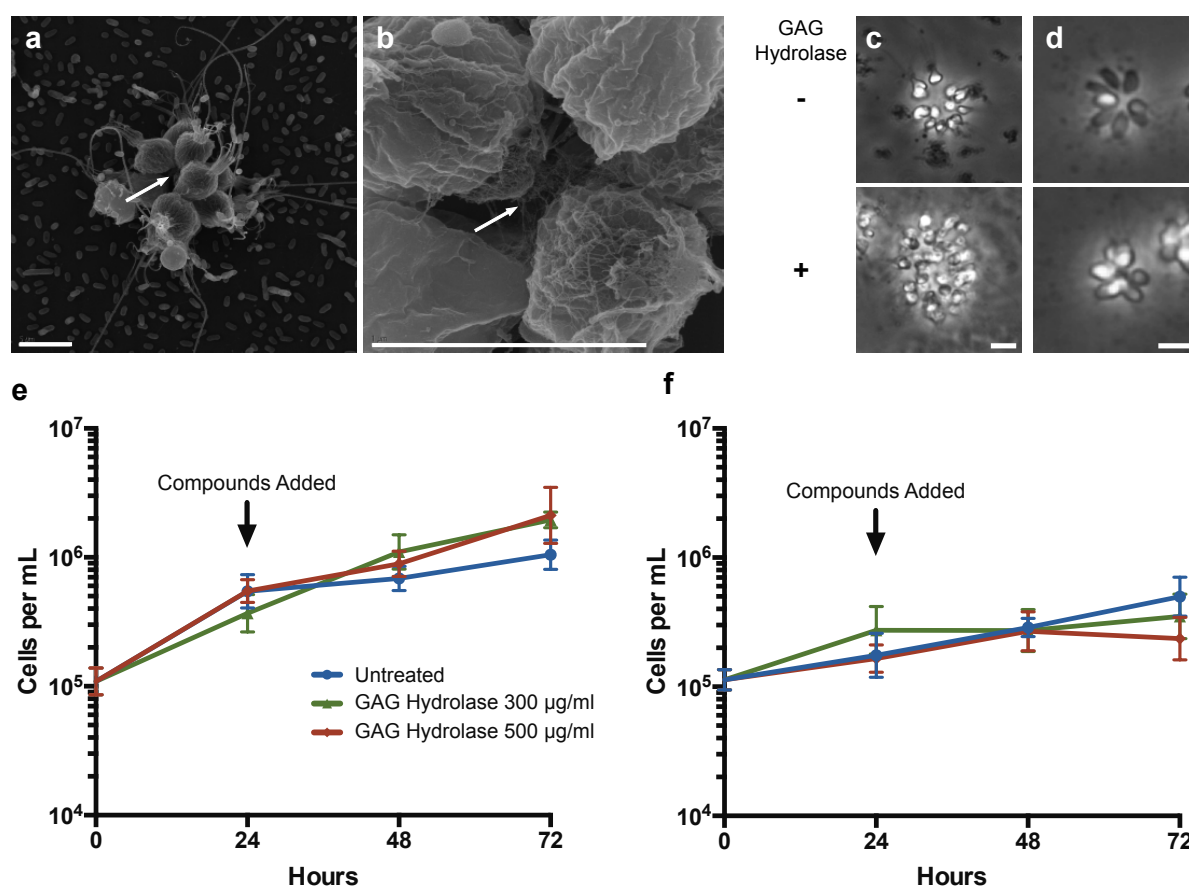 a
b
GAG
Hydrolase
-
+
c
d
e
10⁷
10⁶
10⁵
10⁴
Cells per mL
Compounds Added
Untreated
GAG Hydrolase 300 µg/ml
GAG Hydrolase 500 µg/ml
0 24 48 72
Hours
f
10⁷
10⁶
10⁵
10⁴
Cells per mL
Compounds Added
0 24 48 72
Hours